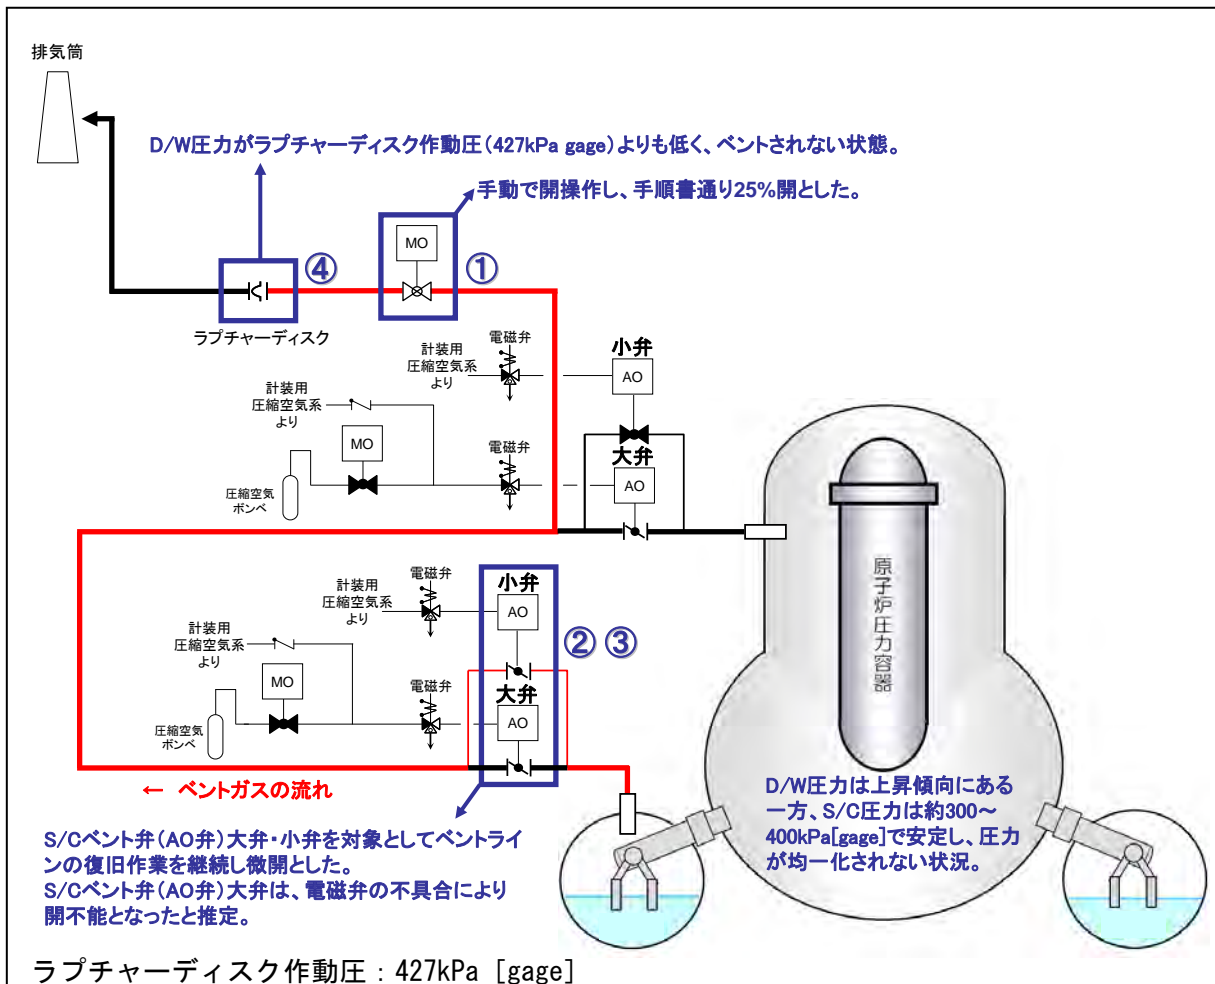 排気筒
D/W圧力がラプチャーディスク作動圧(427kPa gage)よりも低く、ベントされない状態。
手動で開操作し、手順書通り25%開とした。
MO
④
①
ラプチャーディスク
計装用
圧縮空気系
より
電磁弁
小弁
AO
計装用
圧縮空気系
より
MO
電磁弁
大弁
AO
圧縮空気
ボンベ
原子炉圧力容器
計装用
圧縮空気系
より
電磁弁
小弁
AO
②③
計装用
圧縮空気系
より
MO
電磁弁
大弁
AO
圧縮空気
ボンベ
← ベントガスの流れ
D/W圧力は上昇傾向にある
一方、S/C圧力は約300~
400kPa[gage]で安定し、圧力
が均一化されない状況。
S/Cベント弁(AO弁)大弁・小弁を対象としてベントライ
ンの復旧作業を継続し微開とした。
S/Cベント弁(AO弁)大弁は、電磁弁の不具合により
開不能となったと推定。
ラプチャーディスク作動圧:427kPa [gage]